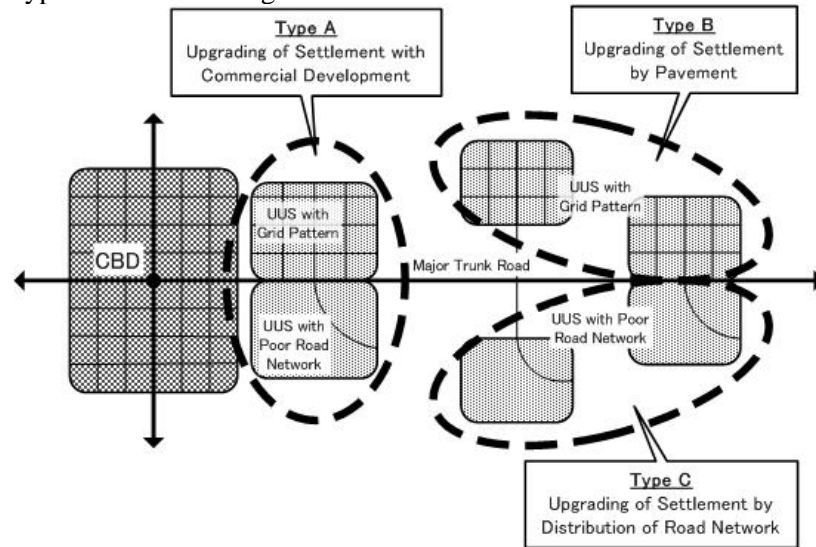 Type A
Upgrading of Settlement with
Commercial Development
Type B
Upgrading of Settlement
by Pavement
UUS with
Grid Pattern
UUS with
Grid Pattern
CBD
Major Trunk Road
UUS with Poor
Road Network
UUS with
Poor Road
Network
Type C
Upgrading of Settlement by
Distribution of Road Network